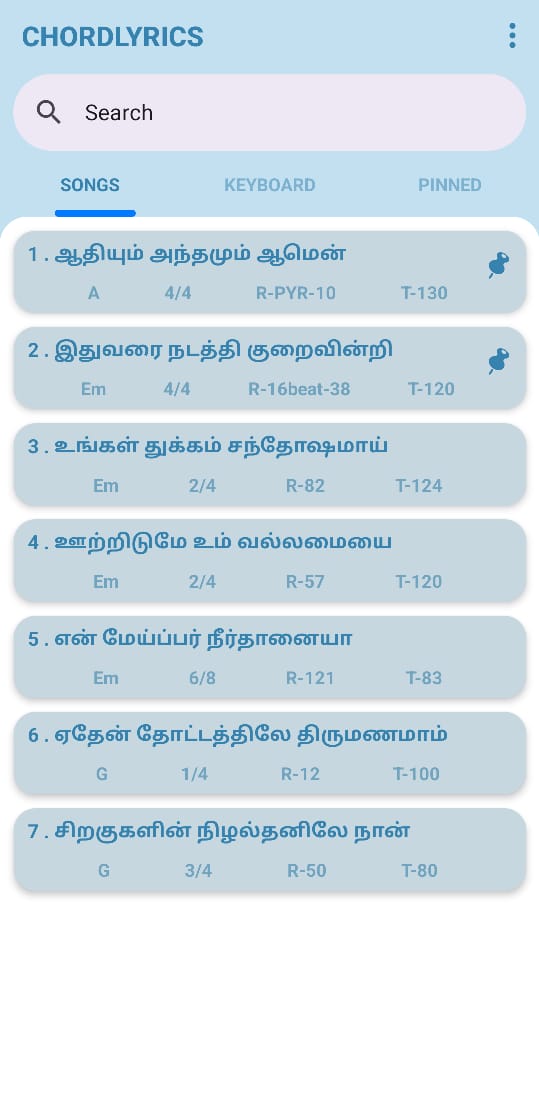 CHORDLYRICS
Search
SONGS KEYBOARD PINNED
1 . ஆதியும் அந்தமும் ஆமென்
A 4/4 R-PYR-10 T-130
2 . இதுவரை நடத்தி குறைவின்றி
Em 4/4 R-16beat-38 T-120
3 . உங்கள் துக்கம் சந்தோஷமாய்
Em 2/4 R-82 T-124
4 . ஊற்றிடுமே உம் வல்லமையை
Em 2/4 R-57 T-120
5 . என் மேய்ப்பர் நீர்தானையா
Em 6/8 R-121 T-83
6 . ஏதேன் தோட்டத்திலே திருமணமாம்
G 1/4 R-12 T-100
7 . சிறகுகளின் நிழல்தனிலே நான்
G 3/4 R-50 T-80